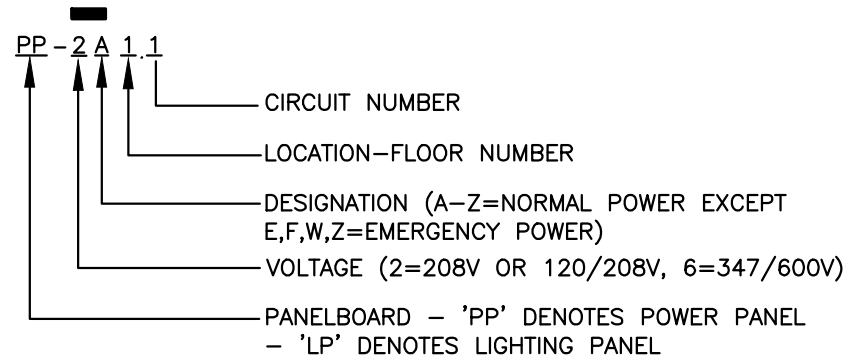 PP-2A1.1
CIRCUIT NUMBER
LOCATION-FLOOR NUMBER
DESIGNATION (A-Z=NORMAL POWER EXCEPT
E,F,W,Z=EMERGENCY POWER)
VOLTAGE (2=208V OR 120/208V, 6=347/600V)
PANELBOARD - 'PP' DENOTES POWER PANEL
- 'LP' DENOTES LIGHTING PANEL